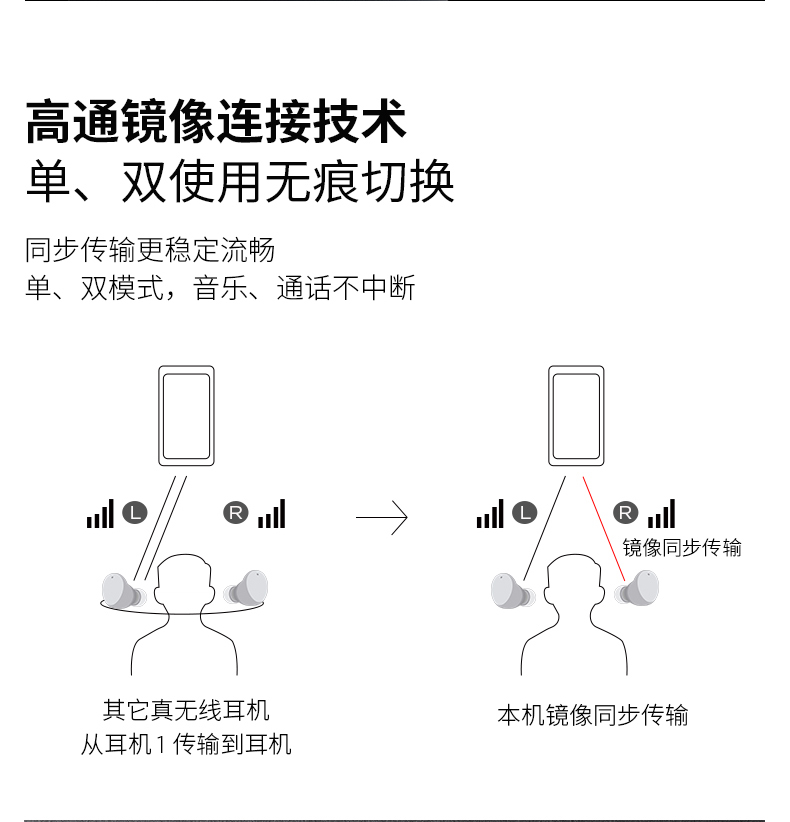 高通镜像连接技术
单、双使用无痕切换
同步传输更稳定流畅
单、双模式，音乐、通话不中断
L
R
L
R
镜像同步传输
其它真无线耳机
从耳机1传输到耳机
本机镜像同步传输